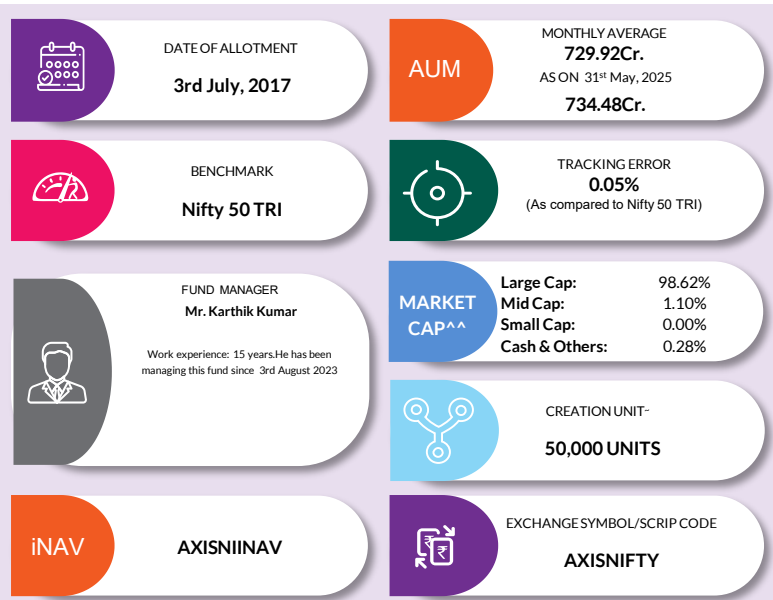 DATE OF ALLOTMENT
3rd July, 2017
AUM
MONTHLY AVERAGE
729.92Cr.
AS ON 31st May, 2025
734.48Cr.
BENCHMARK
Nifty 50 TRI
TRACKING ERROR
0.05%
(As compared to Nifty 50 TRI)
FUND MANAGER
Mr. Karthik Kumar
Work experience: 15 years.He has been
managing this fund since 3rd August 2023
MARKET
CAP^^
Large Cap: 98.62%
Mid Cap: 1.10%
Small Cap: 0.00%
Cash & Others: 0.28%
CREATION UNIT~
50,000 UNITS
iNAV
AXISNIINAV
₹
₹
EXCHANGE SYMBOL/SCRIP CODE
AXISNIFTY